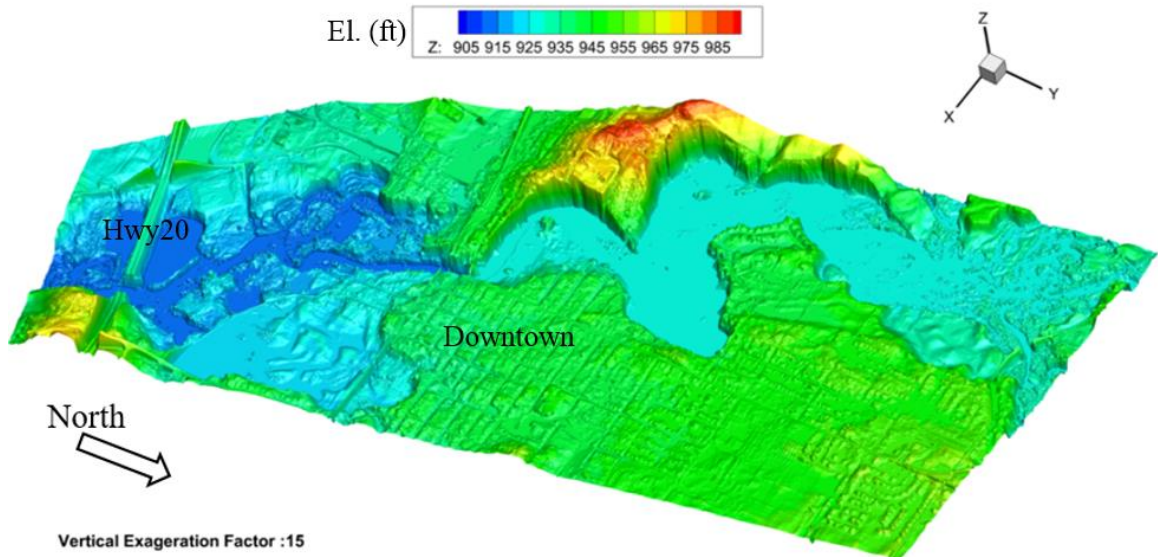 El. (ft)
Z: 905 915 925 935 945 955 965 975 985
Z
Y
X
Hwy20
Downtown
North
Vertical Exageration Factor :15